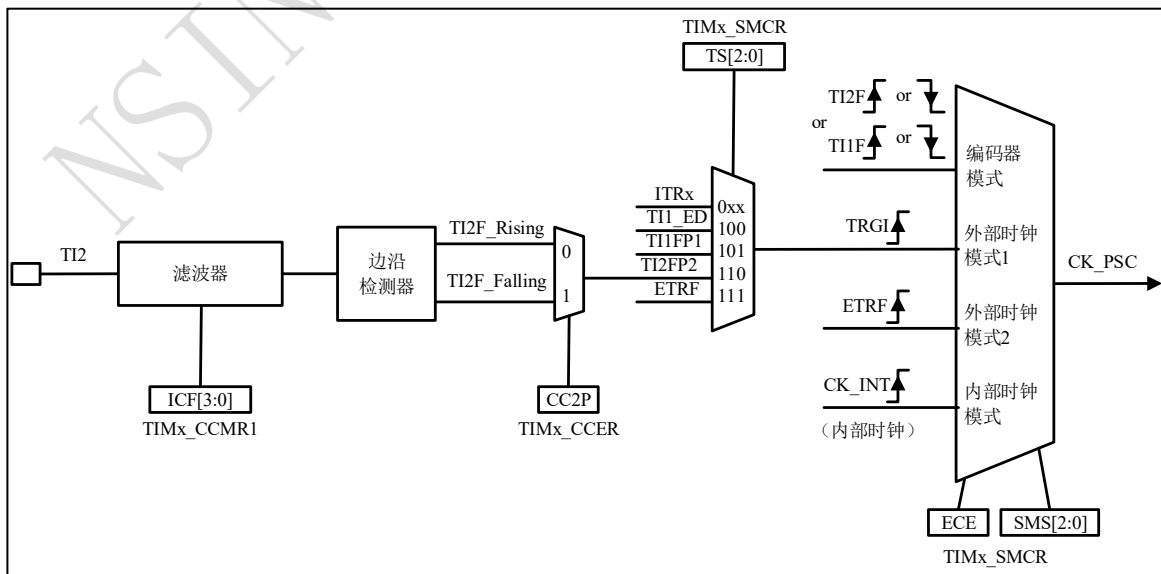 NSIN
TIMx_SMCR
TS[2:0]
TI2F or
or
TI1F or
编码器
模式
ITRx
0xx
TI1_ED
100
TI1FP1
101
TI2FP2
110
ETRF
111
TRGI
外部时钟
模式1
CK_PSC
TI2
滤波器
边沿
检测器
TI2F_Rising
0
TI2F_Falling
1
ETRF
外部时钟
模式2
CK_INT
内部时钟
模式
(内部时钟)
ICF[3:0]
TIMx_CCMR1
CC2P
TIMx_CCER
ECE
SMS[2:0]
TIMx_SMCR